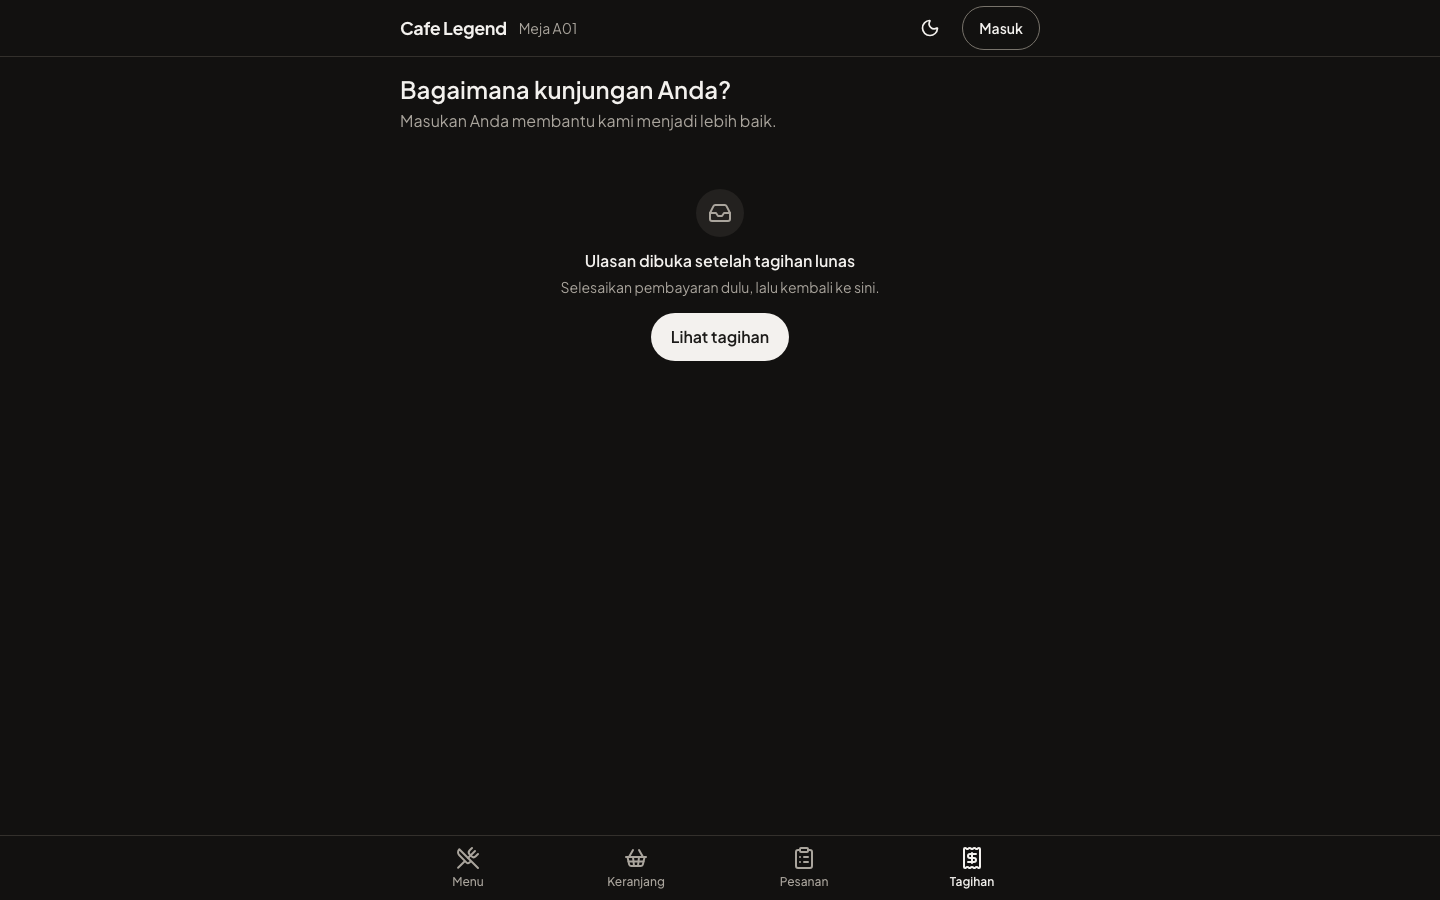 Cafe Legend Meja A01
Masuk
Bagaimana kunjungan Anda?
Masukan Anda membantu kami menjadi lebih baik.
Ulasan dibuka setelah tagihan lunas
Selesaikan pembayaran dulu, lalu kembali ke sini.
Lihat tagihan
Menu
Keranjang
Pesanan
Tagihan